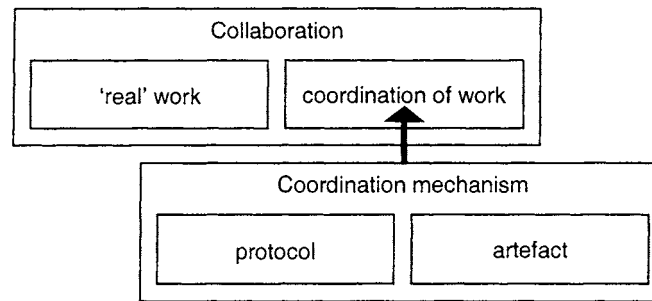 Collaboration
‘real’ work
coordination of work
Coordination mechanism
protocol
artefact